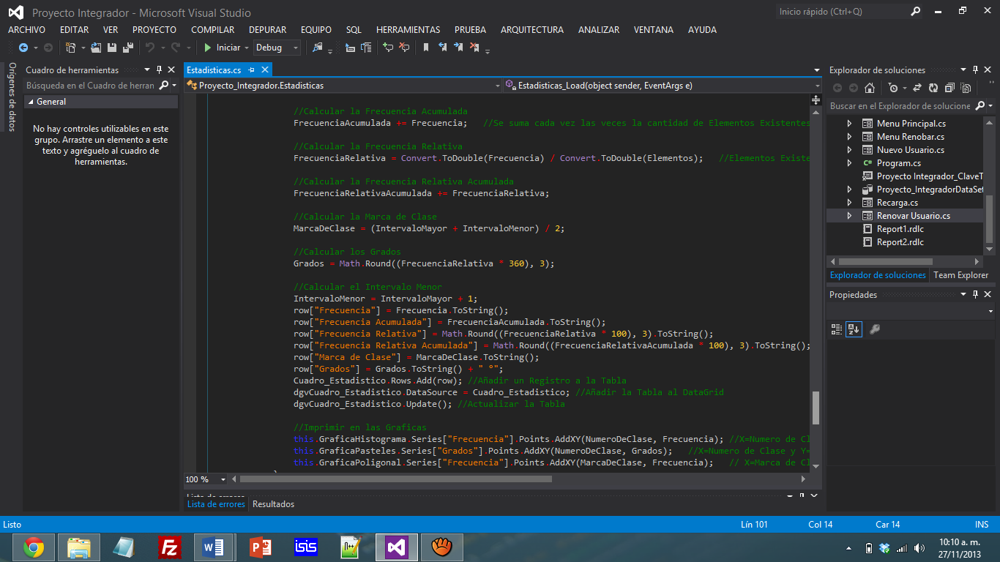 Proyecto Integrador - Microsoft Visual Studio
Inicio rápido (Ctrl+Q)
ARCHIVO EDITAR VER PROYECTO COMPILAR DEPURAR EQUIPO SQL HERRAMIENTAS PRUEBA ARQUITECTURA ANALIZAR VENTANA AYUDA
Iniciar Debug
Orígenes de datos
Cuadro de herramientas
Búsqueda en el Cuadro de herran
General
No hay controles utilizables en este
grupo. Arrastre un elemento a este
texto y agréguelo al cuadro de
herramientas.
Estadisticas.cs
Proyecto_Integrador.Estadisticas
Estadisticas_Load(object sender, EventArgs e)
//Calcular la Frecuencia Acumulada
FrecuenciaAcumulada += Frecuencia; //Se suma cada vez las veces la cantidad de Elementos Existentes
//Calcular la Frecuencia Relativa
FrecuenciaRelativa = Convert.ToDouble(Frecuencia) / Convert.ToDouble(Elementos); //Elementos Existe
//Calcular la Frecuencia Relativa Acumulada
FrecuenciaRelativaAcumulada += FrecuenciaRelativa;
//Calcular la Marca de Clase
MarcaDeClase = (IntervaloMayor + IntervaloMenor) / 2;
//Calcular los Grados
Grados = Math.Round((FrecuenciaRelativa * 360), 3);
//Calcular el Intervalo Menor
IntervaloMenor = IntervaloMayor + 1;
row["Frecuencia"] = Frecuencia.ToString();
row["Frecuencia Acumulada"] = FrecuenciaAcumulada.ToString();
row["Frecuencia Relativa"] = Math.Round((FrecuenciaRelativa * 100), 3).ToString();
row["Frecuencia Relativa Acumulada"] = Math.Round((FrecuenciaRelativaAcumulada * 100), 3).ToString();
row["Marca de Clase"] = MarcaDeClase.ToString();
row["Grados"] = Grados.ToString() + " °";
Cuadro_Estadistico.Rows.Add(row); //Añadir un Registro a la Tabla
dgvCuadro_Estadistico.DataSource = Cuadro_Estadistico; //Añadir la Tabla al DataGrid
dgvCuadro_Estadistico.Update(); //Actualizar la Tabla
//Imprimir en las Graficas
this.GraficaHistograma.Series["Frecuencia"].Points.AddXY(NumeroDeClase, Frecuencia); //X=Numero de Cl
this.GraficaPasteles.Series["Grados"].Points.AddXY(NumeroDeClase, Grados); //X=Numero de Clase y Y=
this.GraficaPoligonal.Series["Frecuencia"].Points.AddXY(MarcaDeClase, Frecuencia); // X=Marca de Cl
100 %
Lista de errores
Lista de errores Resultados
Explorador de soluciones
Buscar en el Explorador de solucione
Menu Principal.cs
Menu Renobar.cs
Nuevo Usuario.cs
C# Program.cs
Proyecto Integrador_ClaveT
Proyecto_IntegradorDataSet
Recarga.cs
Renovar Usuario.cs
Report1.rdlc
Report2.rdlc
Explorador de soluciones Team Explorer
Propiedades
Listo
Lín 101 Col 14 Car 14 INS
isis
10:10 a. m.
27/11/2013